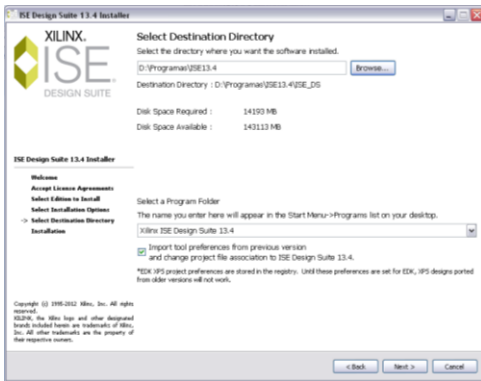 ISE Design Suite 13.4 Installer
XILINX.
ISE
DESIGN SUITE
Select Destination Directory
Select the directory where you want the software installed.
D:\Programas\ISE13.4
Browse...
Destination Directory : D:\Programas\ISE13.4\ISE_DS
Disk Space Required : 14193 MB
Disk Space Available : 143113 MB
ISE Design Suite 13.4 Installer
Welcome
Accept License Agreements
Select Edition to Install
Select Installation Options
-> Select Destination Directory
Installation
Select a Program Folder
The name you enter here will appear in the Start Menu->Programs list on your desktop.
Xilinx ISE Design Suite 13.4
Import tool preferences from previous version
and change project file association to ISE Design Suite 13.4.
*EDK XPS project preferences are stored in the registry. Until these preferences are set for EDK, XPS designs ported
from older versions will not work.
Copyright (c) 1995-2012 Xilinx, Inc. All rights
reserved.
XILINX, the Xilinx logo and other designated
brands included herein are trademarks of Xilinx,
Inc. All other trademarks are the property of
their respective owners.
< Back
Next >
Cancel